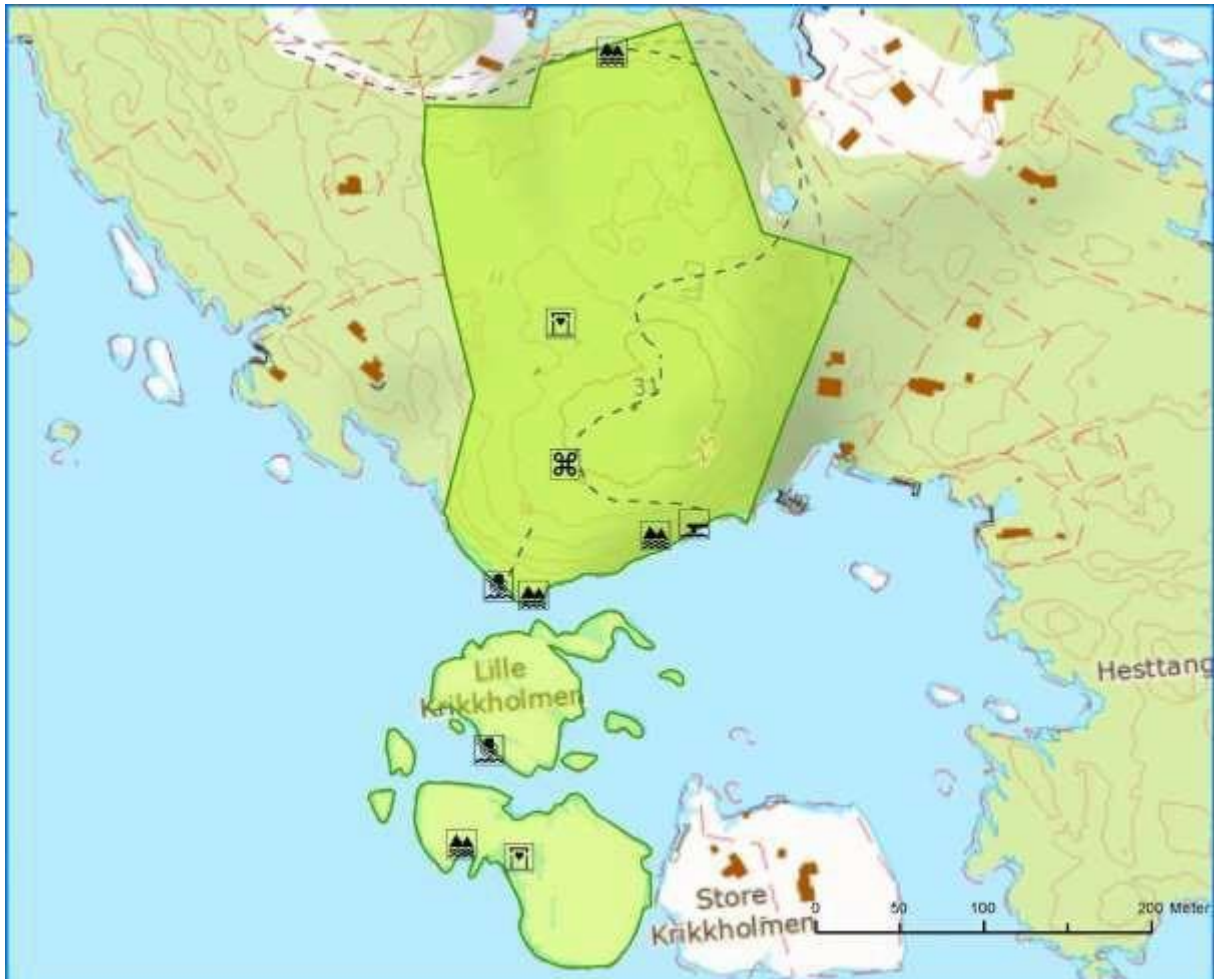 31
Lille
Krikkholmen
Hesttang
Store
Krikkholmen
0 50 100 200 Meter